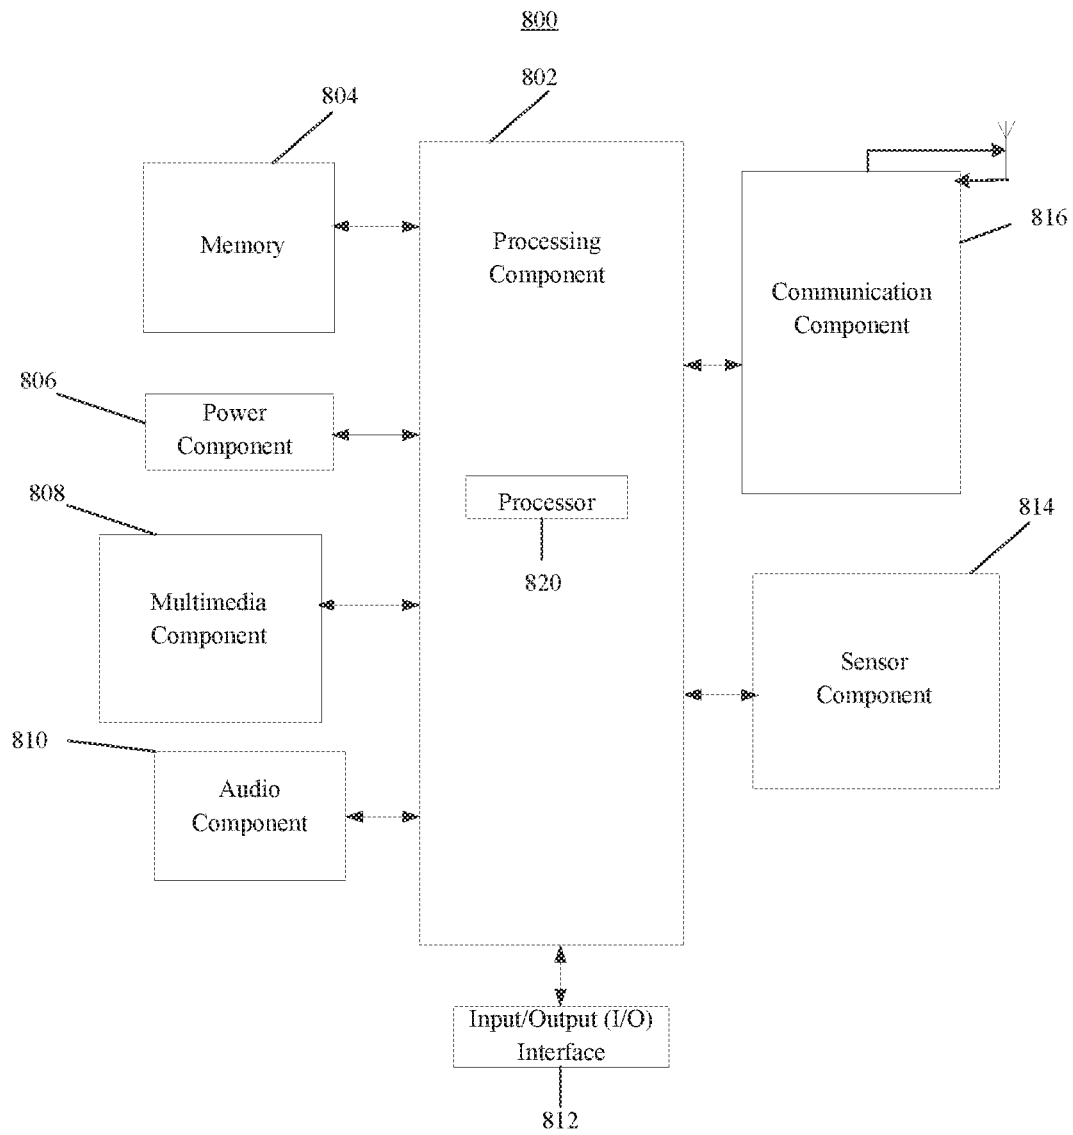 800
802
804
Memory
Processing
Component
816
Communication
Component
806
Power
Component
808
Processor
820
814
Multimedia
Component
Sensor
Component
810
Audio
Component
Input/Output (I/O)
Interface
812